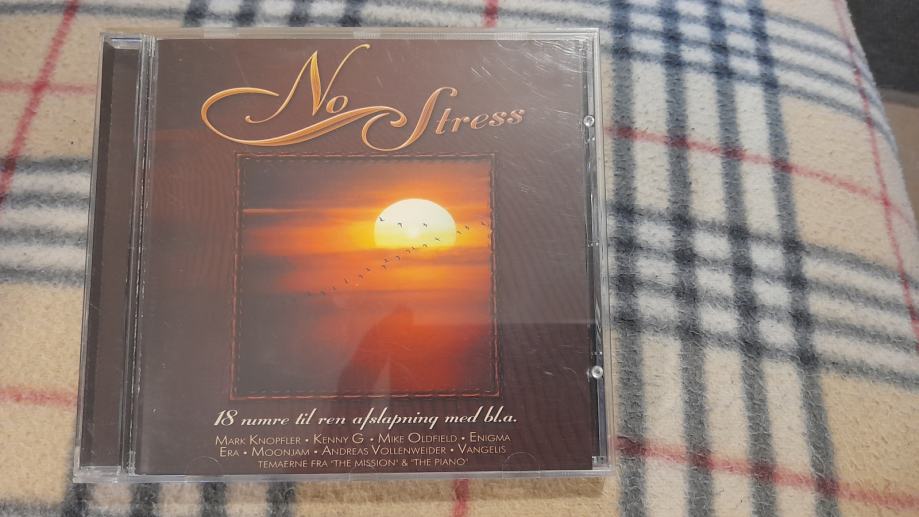 No Stress
18 numre til ren afslapning med bl.a.
MARK KNOPFLER • KENNY G • MIKE OLDFIELD • ENIGMA
ERA • MOONJAM • ANDREAS VOLLENWEIDER • VANGELIS
TEMAERNE FRA "THE MISSION" & "THE PIANO"